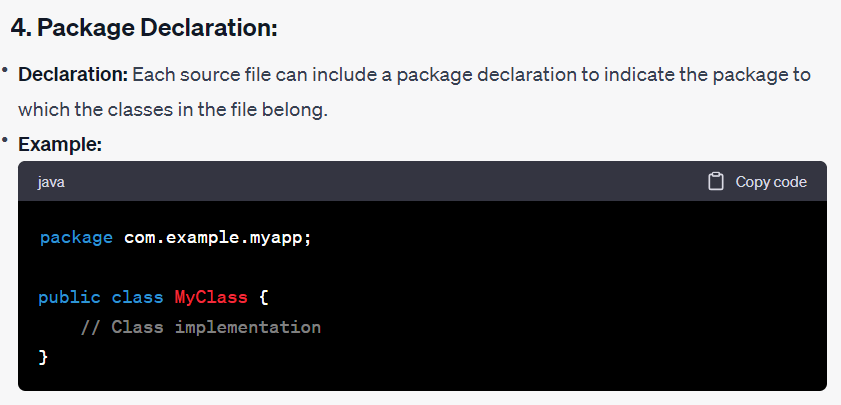 4. Package Declaration:
• Declaration: Each source file can include a package declaration to indicate the package to
which the classes in the file belong.
• Example:
java Copy code
package com.example.myapp;
public class MyClass {
    // Class implementation
}